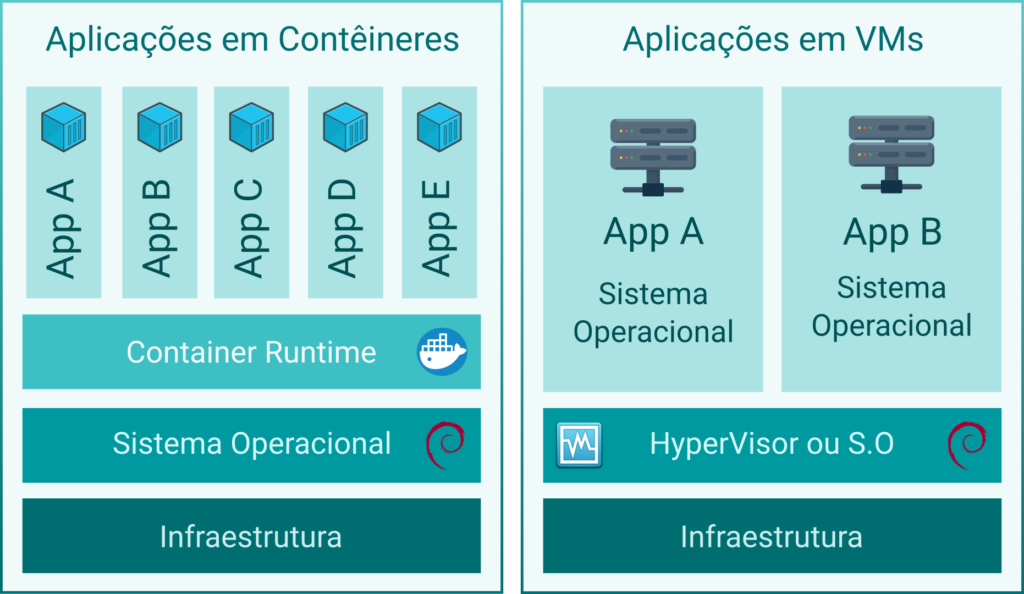 Aplicações em Contêineres
App A
App B
App C
App D
App E
Container Runtime
Sistema Operacional
Infraestrutura
Aplicações em VMs
App A
Sistema
Operacional
App B
Sistema
Operacional
HyperVisor ou S.O
Infraestrutura